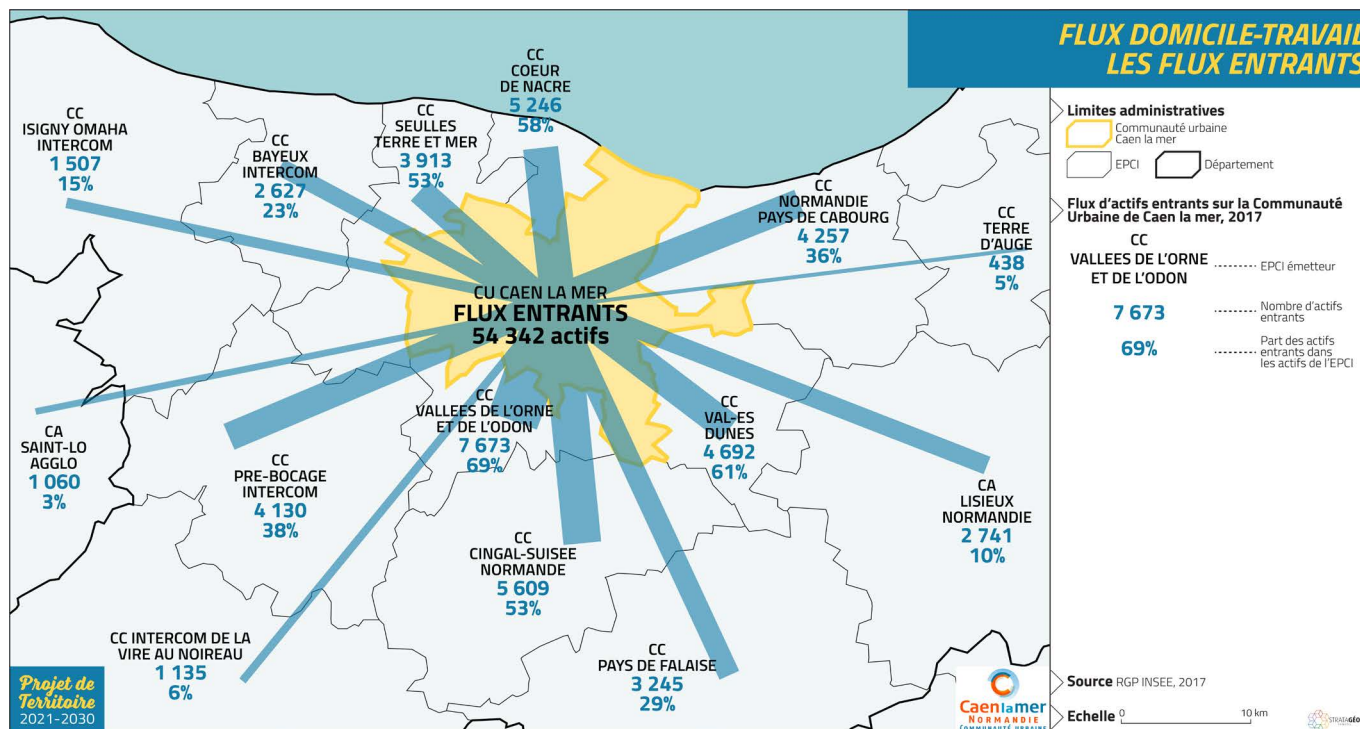 FLUX DOMICILE-TRAVAIL
LES FLUX ENTRANTS
CC
COEUR
DE NACRE
5 246
58%
CC
ISIGNY OMAHA
INTERCOM
1 507
15%
CC
BAYEUX
INTERCOM
2 627
23%
CC
SEULLES
TERRE ET MER
3 913
53%
CC
NORMANDIE
PAYS DE CABOURG
4 257
36%
CC
TERRE
D'AUGE
438
5%
CU CAEN LA MER
FLUX ENTRANTS
54 342 actifs
CA
SAINT-LO
AGGLO
1 060
3%
CC
PRE-BOCAGE
INTERCOM
4 130
38%
CC
VALLEES DE L'ORNE
ET DE L'ODON
7 673
69%
CC
VAL-ES
DUNES
4 692
61%
CA
LISIEUX
NORMANDIE
2 741
10%
CC
CINGAL-SUISEE
NORMANDE
5 609
53%
CC INTERCOM DE LA
VIRE AU NOIREAU
1 135
6%
CC
PAYS DE FALAISE
3 245
29%
Projet de
Territoire
2021-2030
Caen la mer
NORMANDIE
COMMUNAUTÉ URBAINE
Limites administratives
Communauté urbaine
Caen la mer
EPCI
Département
Flux d'actifs entrants sur la Communauté
Urbaine de Caen la mer, 2017
CC
VALLEES DE L'ORNE
ET DE L'ODON
EPCI émetteur
7 673
Nombre d'actifs
entrants
69%
Part des actifs
entrants dans
les actifs de l'EPCI
Source RGP INSEE, 2017
Echelle 0 10 km
STRATAGÉO